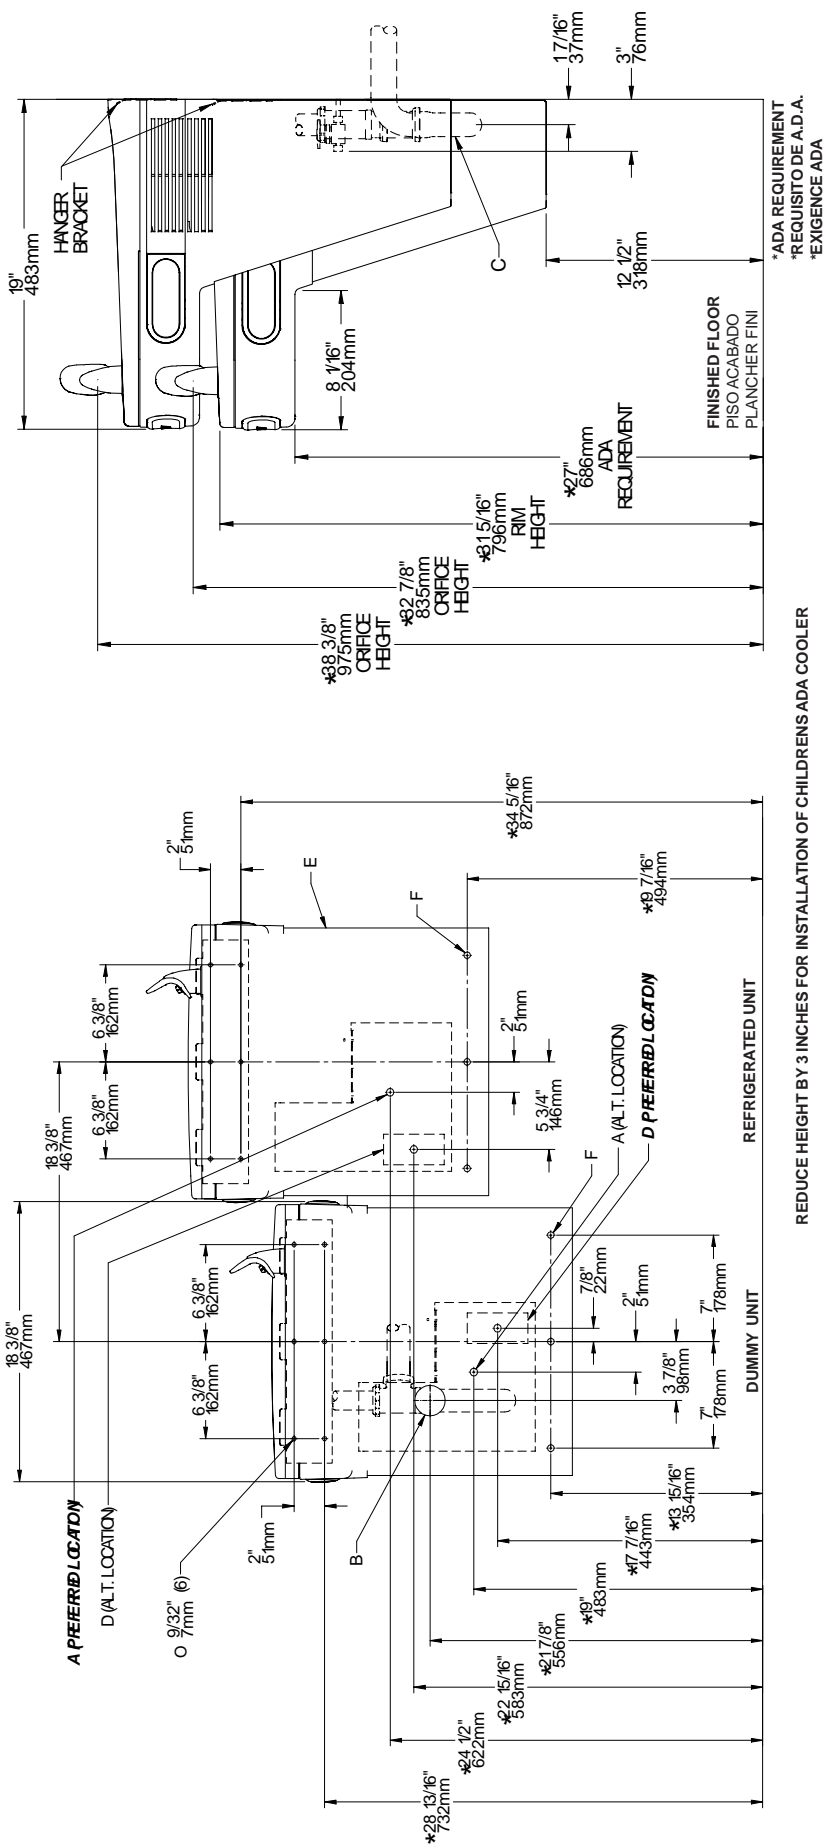 19"
483mm
HANGER
BRACKET
1 7/16"
37mm
3"
76mm
C
12 1/2"
318mm
8 1/16"
204mm
*27"
686mm
ADA
REQUIREMENT
*31 5/16"
796mm
RIM
HEIGHT
*32 7/8"
835mm
ORIFICE
HEIGHT
*38 3/8"
975mm
ORIFICE
HEIGHT
FINISHED FLOOR
PISO ACABADO
PLANCHER FINI
*ADA REQUIREMENT
*REQUISITO DE A.D.A.
*EXIGENCE ADA
18 3/8"
467mm
18 3/8"
467mm
6 3/8"
162mm
6 3/8"
162mm
2"
51mm
E
F
*34 5/16"
872mm
*19 7/16"
494mm
2"
51mm
5 3/4"
146mm
A PREFERRED LOCATION
D (ALT. LOCATION)
O 9/32" (6)
7mm
6 3/8"
162mm
6 3/8"
162mm
2"
51mm
B
F
A (ALT. LOCATION)
D PREFERRED LOCATION
7/8"
22mm
2"
51mm
3 7/8"
98mm
7"
178mm
7"
178mm
*13 15/16"
354mm
*17 7/16"
443mm
*19"
483mm
*21 7/8"
556mm
*22 15/16"
583mm
*24 1/2"
622mm
*28 13/16"
732mm
DUMMY UNIT
REFRIGERATED UNIT
REDUCE HEIGHT BY 3 INCHES FOR INSTALLATION OF CHILDRENS ADA COOLER